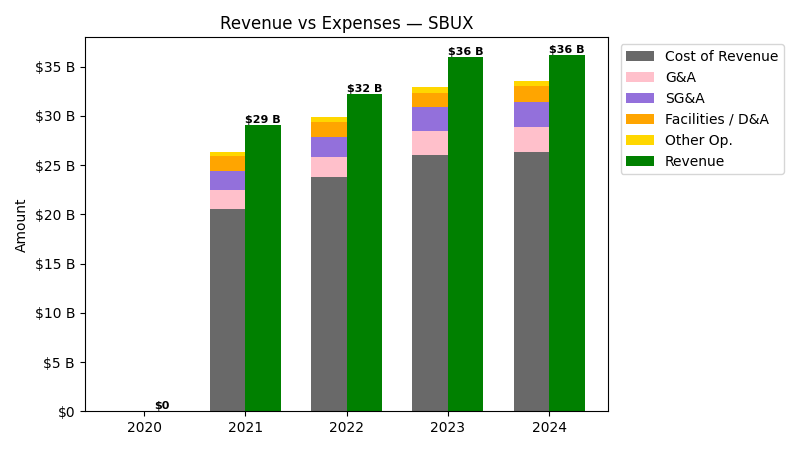 Revenue vs Expenses — SBUX
Amount
$35 B
$30 B
$25 B
$20 B
$15 B
$10 B
$5 B
$0
$0
$29 B
$32 B
$36 B
$36 B
2020
2021
2022
2023
2024
Cost of Revenue
G&A
SG&A
Facilities / D&A
Other Op.
Revenue